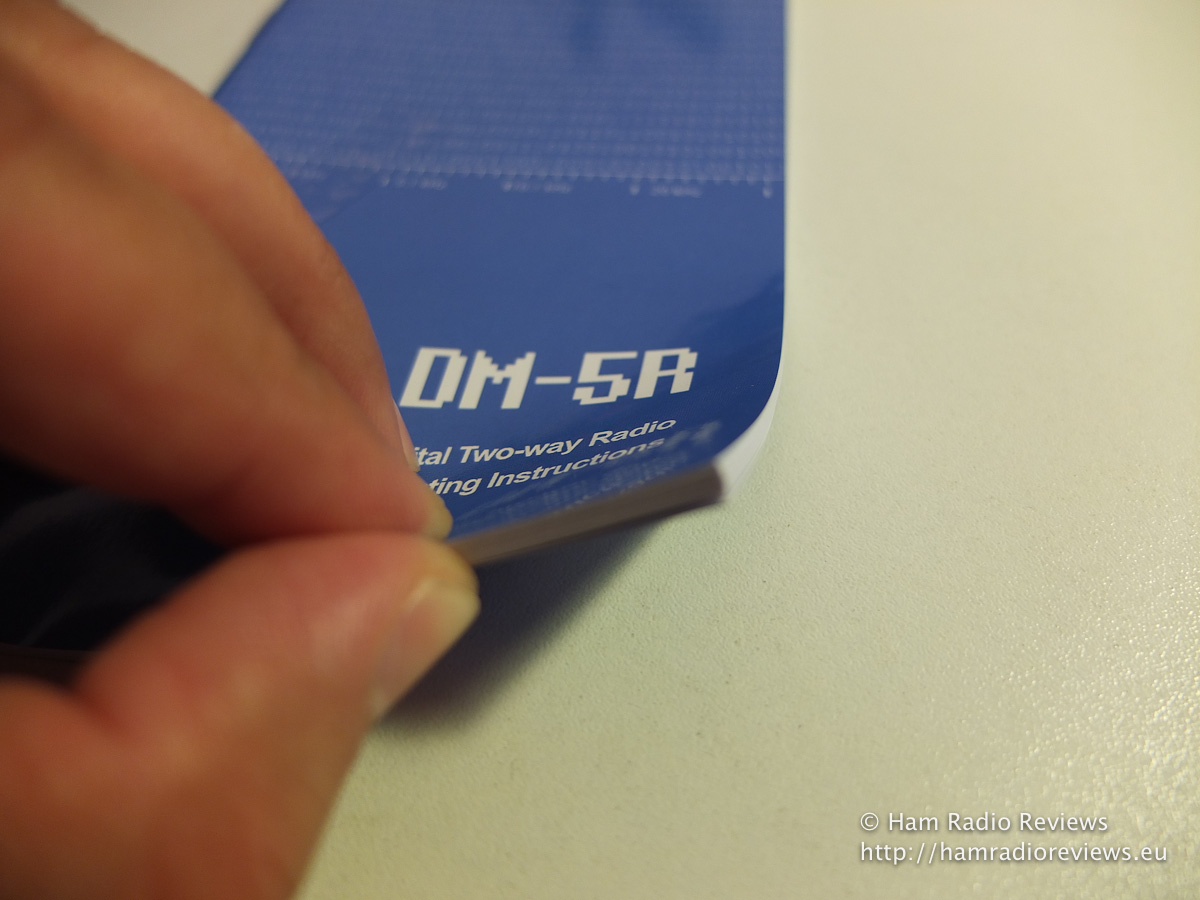 DM-5R
ital Two-way Radio
ting Instructions
© Ham Radio Reviews
http://hamradioreviews.eu